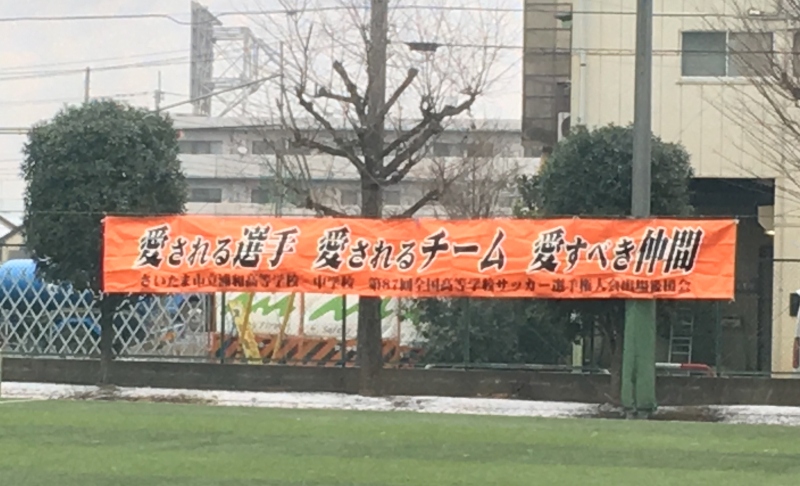 愛される選手 愛されるチーム 愛すべき仲間
さいたま市立浦和高等学校・中学校 第87回全国高等学校サッカー選手権大会出場後援会